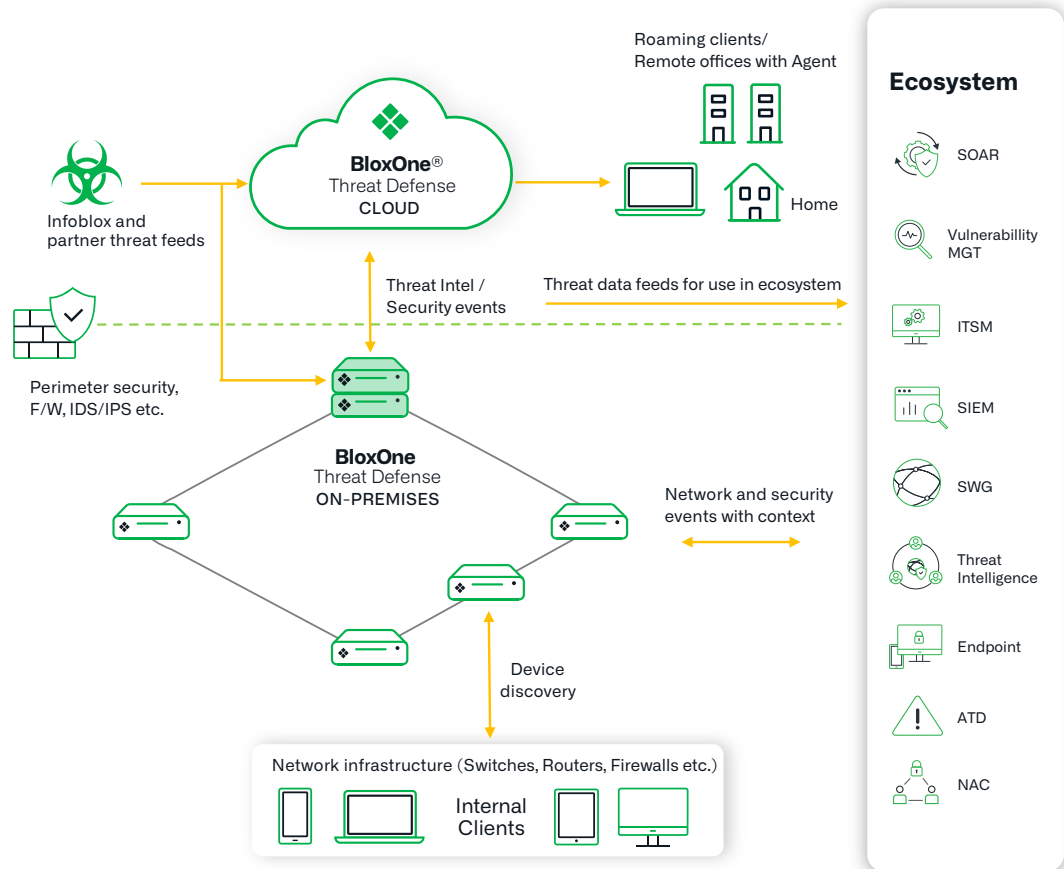 Roaming clients/
Remote offices with Agent
Home
BloxOne®
Threat Defense
CLOUD
Infoblox and
partner threat feeds
Threat Intel /
Security events
Threat data feeds for use in ecosystem
Perimeter security,
F/W, IDS/IPS etc.
BloxOne
Threat Defense
ON-PREMISES
Network and security
events with context
Device
discovery
Network infrastructure (Switches, Routers, Firewalls etc.)
Internal
Clients
Ecosystem
SOAR
Vulnerabillity
MGT
ITSM
SIEM
SWG
Threat
Intelligence
Endpoint
ATD
NAC